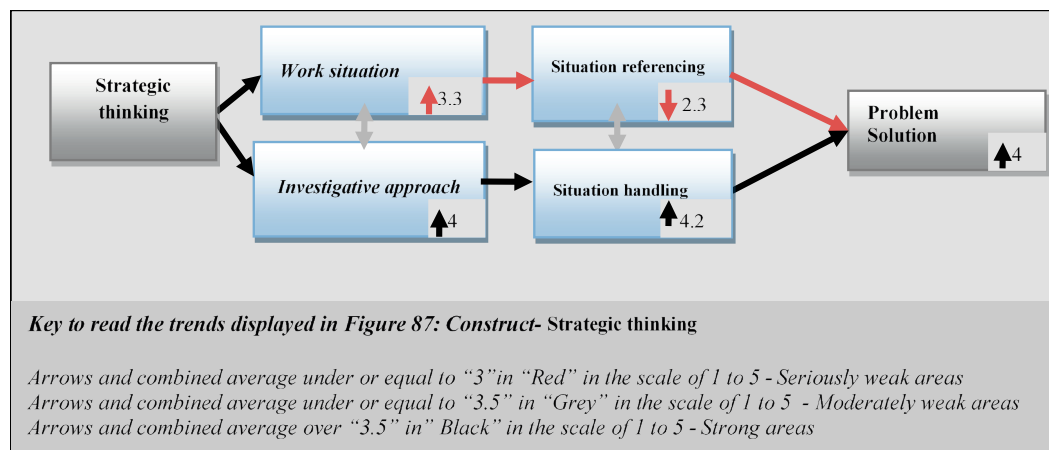 Strategic
thinking
Work situation
3.3
Situation referencing
2.3
Problem
Solution
4
Investigative approach
4
Situation handling
4.2
Key to read the trends displayed in Figure 87: Construct- Strategic thinking
Arrows and combined average under or equal to “3”in “Red” in the scale of 1 to 5 - Seriously weak areas
Arrows and combined average under or equal to “3.5” in “Grey” in the scale of 1 to 5 - Moderately weak areas
Arrows and combined average over “3.5” in” Black” in the scale of 1 to 5 - Strong areas